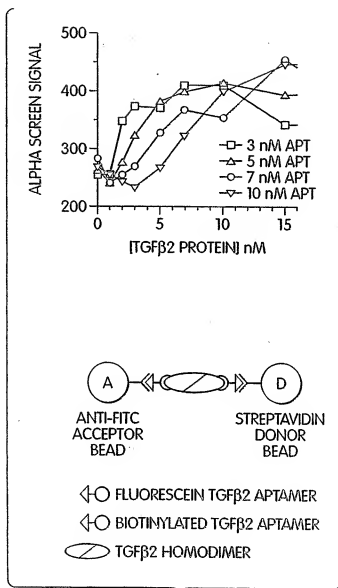 500
400
300
200
ALPHA SCREEN SIGNAL
3 nM APT
5 nM APT
7 nM APT
10 nM APT
0 5 10 15
[TGFβ2 PROTEIN] nM
A D
ANTI-FITC
ACCEPTOR
BEAD
STREPTAVIDIN
DONOR
BEAD
FLUORESCEIN TGFβ2 APTAMER
BIOTINYLATED TGFβ2 APTAMER
TGFβ2 HOMODIMER